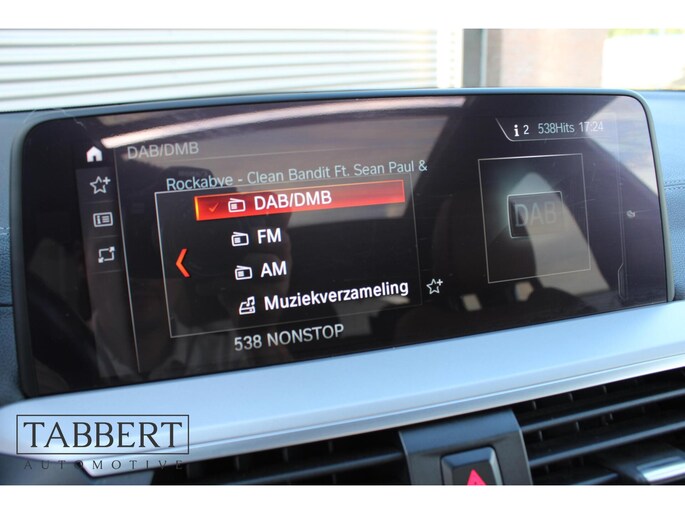 i 2 538Hits 17:24
DAB/DMB
Rockabye - Clean Bandit Ft. Sean Paul &
DAB/DMB
DAB
FM
AM
Muziekverzameling
538 NONSTOP
TABBERT
AUTOMOTIVE